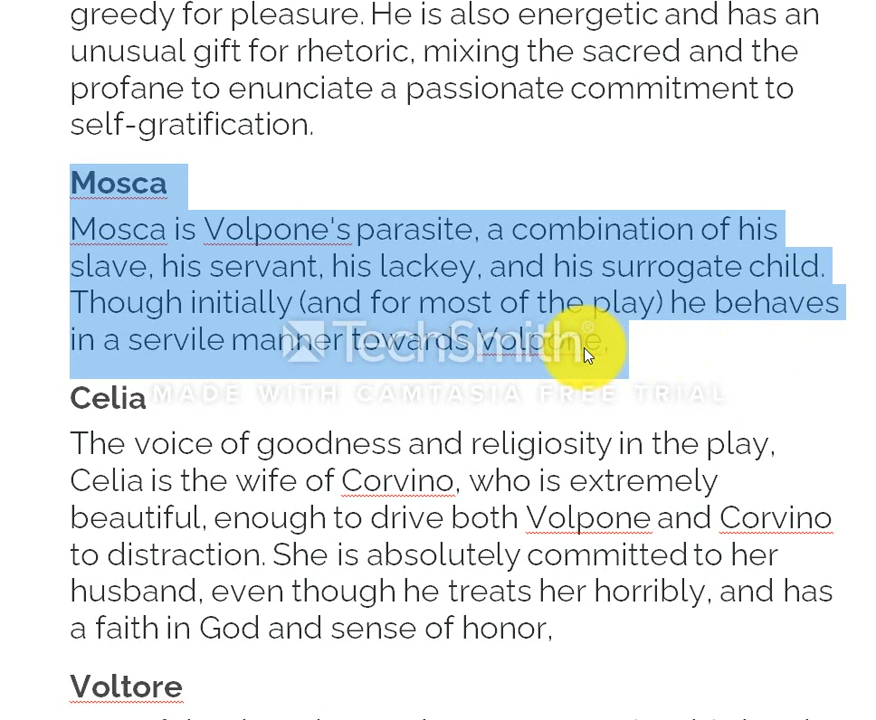 greedy for pleasure. He is also energetic and has an
unusual gift for rhetoric, mixing the sacred and the
profane to enunciate a passionate commitment to
self-gratification.
Mosca
Mosca is Volpone's parasite, a combination of his
slave, his servant, his lackey, and his surrogate child.
Though initially (and for most of the play) he behaves
in a servile manner towards Volpone,
TechSmith®
MADE WITH CAMTASIA FREE TRIAL
Celia
The voice of goodness and religiosity in the play,
Celia is the wife of Corvino, who is extremely
beautiful, enough to drive both Volpone and Corvino
to distraction. She is absolutely committed to her
husband, even though he treats her horribly, and has
a faith in God and sense of honor,
Voltore